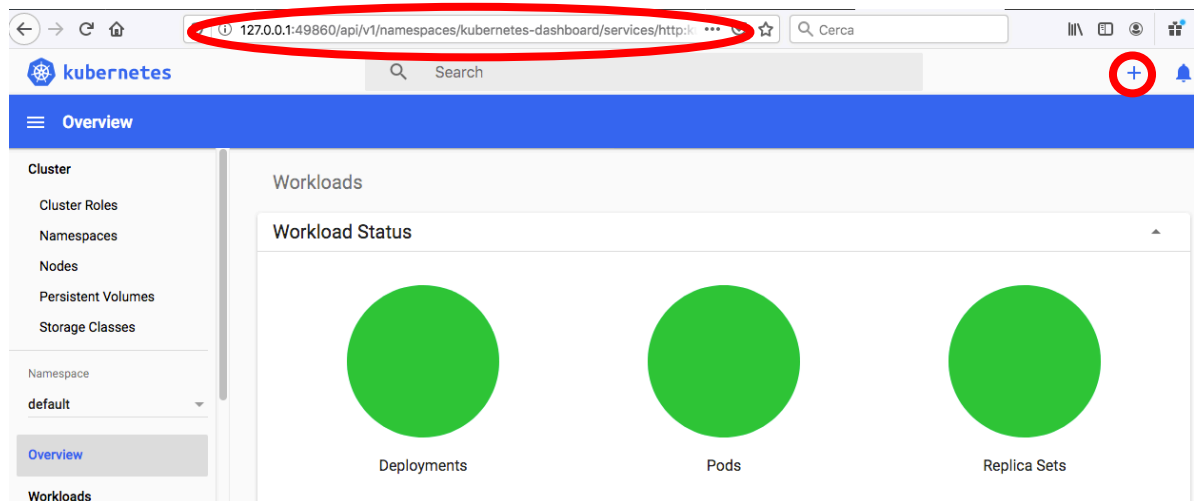 127.0.0.1:49860/api/v1/namespaces/kubernetes-dashboard/services/http:k
Cerca
kubernetes
Search
Overview
Cluster
Cluster Roles
Namespaces
Nodes
Persistent Volumes
Storage Classes
Namespace
default
Overview
Workloads
Workloads
Workload Status
Deployments
Pods
Replica Sets